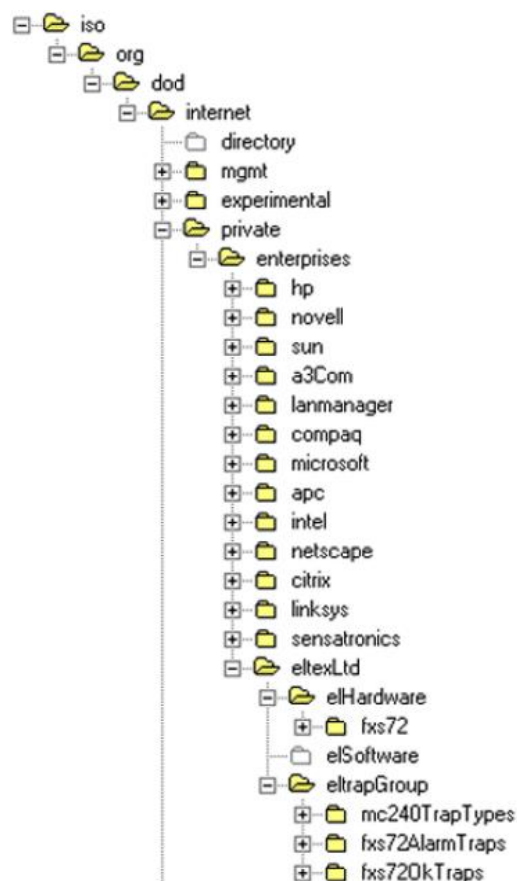 iso
org
dod
internet
directory
mgmt
experimental
private
enterprises
hp
novell
sun
a3Com
lanmanager
compaq
microsoft
apc
intel
netscape
citrix
linksys
sensatronics
eltexLtd
elHardware
fxs72
elSoftware
eltrapGroup
mc240TrapTypes
fxs72AlarmTraps
fxs72OkTraps